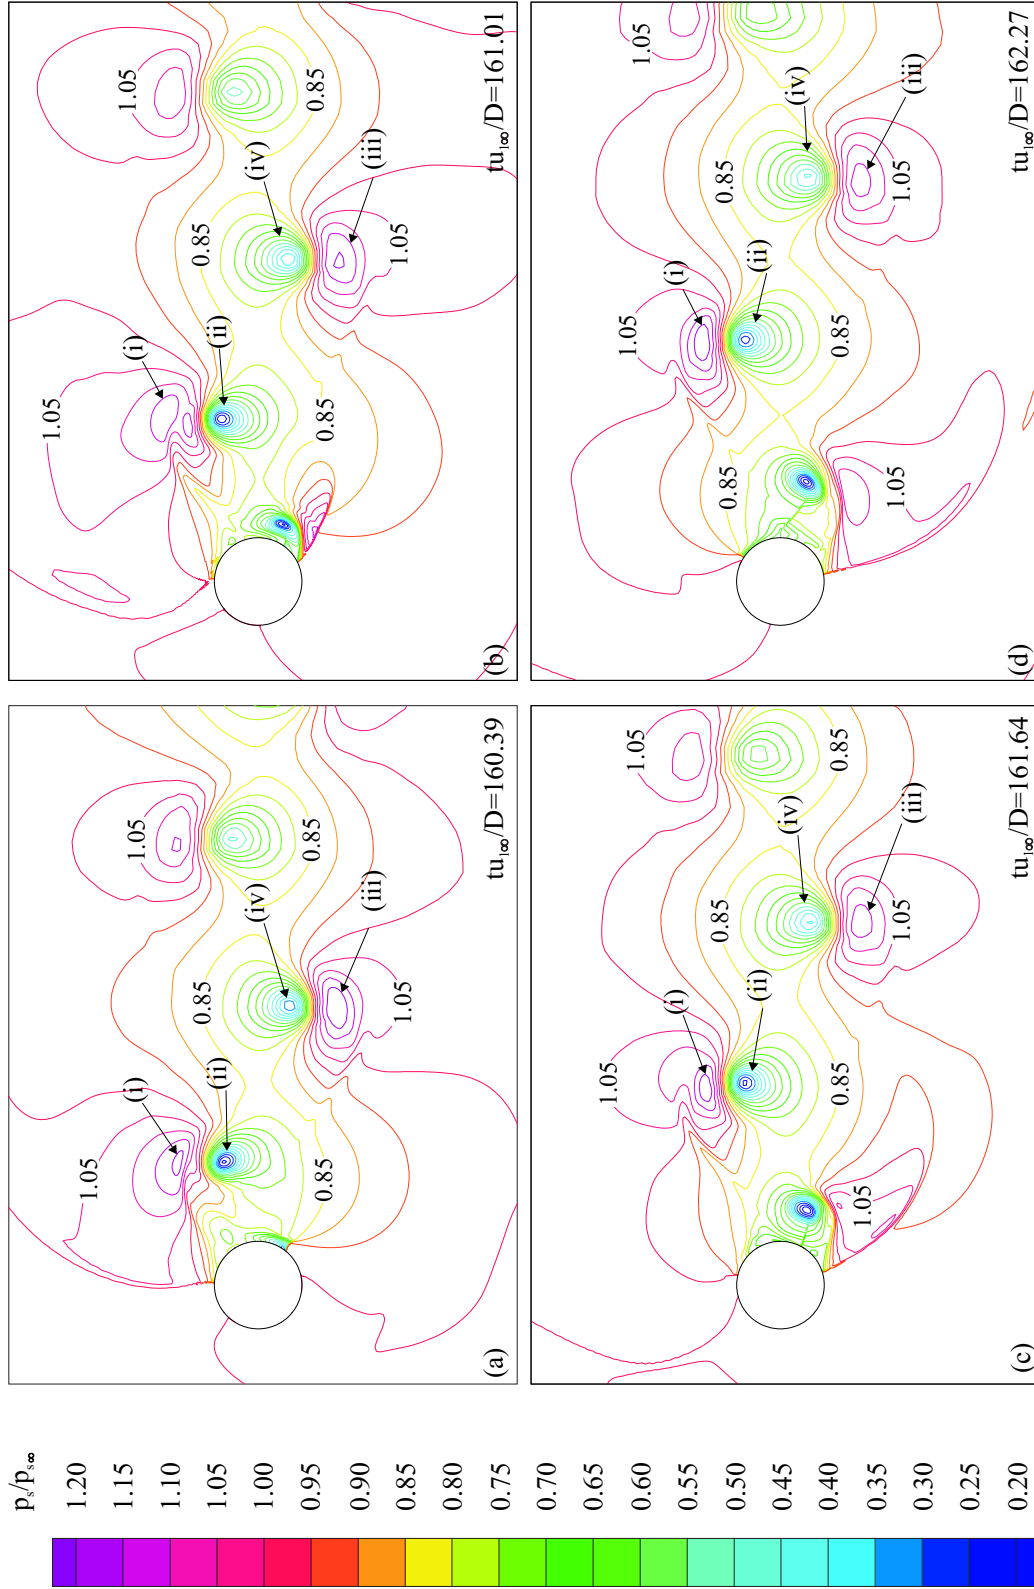 p_s/p_s∞
1.20
1.15
1.10
1.05
1.00
0.95
0.90
0.85
0.80
0.75
0.70
0.65
0.60
0.55
0.50
0.45
0.40
0.35
0.30
0.25
0.20
1.05
(i)
1.05
0.85
(ii)
(iv)
0.85
0.85
(iii)
1.05
(a)
tu_1∞/D=160.39
1.05
1.05
(i)
0.85
(ii)
(iv)
0.85
0.85
(iii)
1.05
(b)
tu_1∞/D=161.01
1.05
(i)
1.05
0.85
(ii)
(iv)
0.85
0.85
1.05
1.05
(iii)
(c)
tu_1∞/D=161.64
1.05
1.05
(i)
0.85
0.85
(ii)
(iv)
0.85
0.85
1.05
1.05
(iii)
(d)
tu_1∞/D=162.27